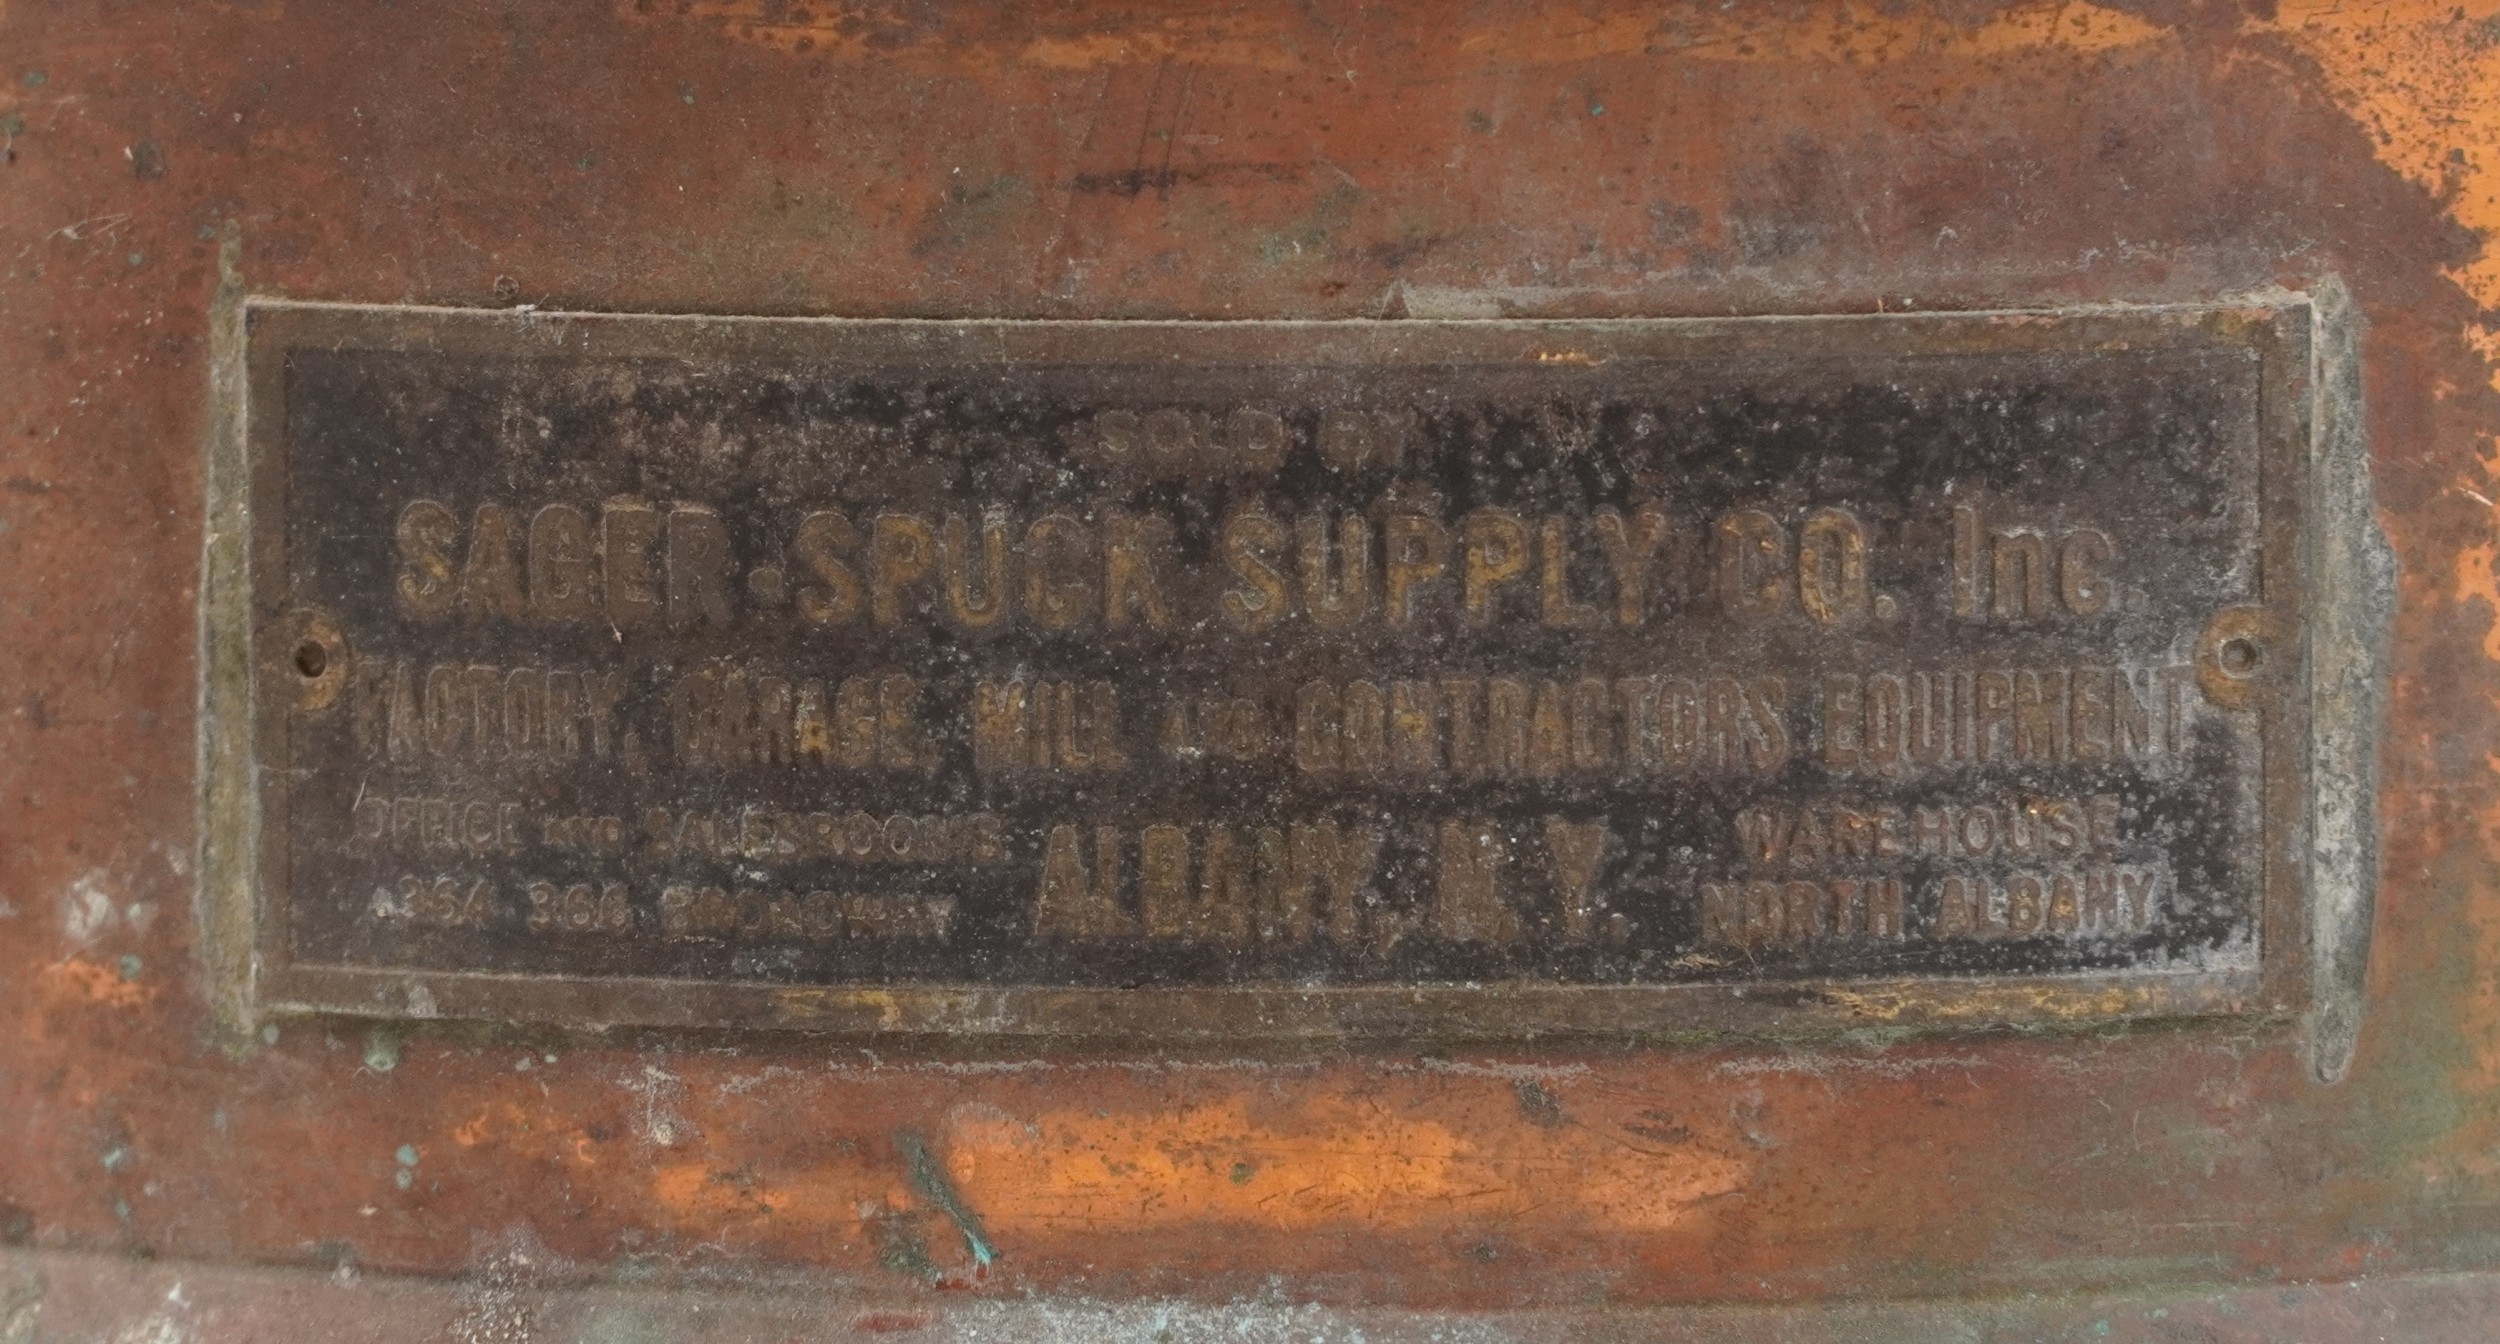 SOLD BY
SAGER-SPUCK SUPPLY CO. Inc.
FACTORY, GARAGE, MILL AND CONTRACTORS EQUIPMENT
OFFICE AND SALESROOMS
ALBANY, N.Y.
364 366 BROADWAY
WAREHOUSE
NORTH ALBANY